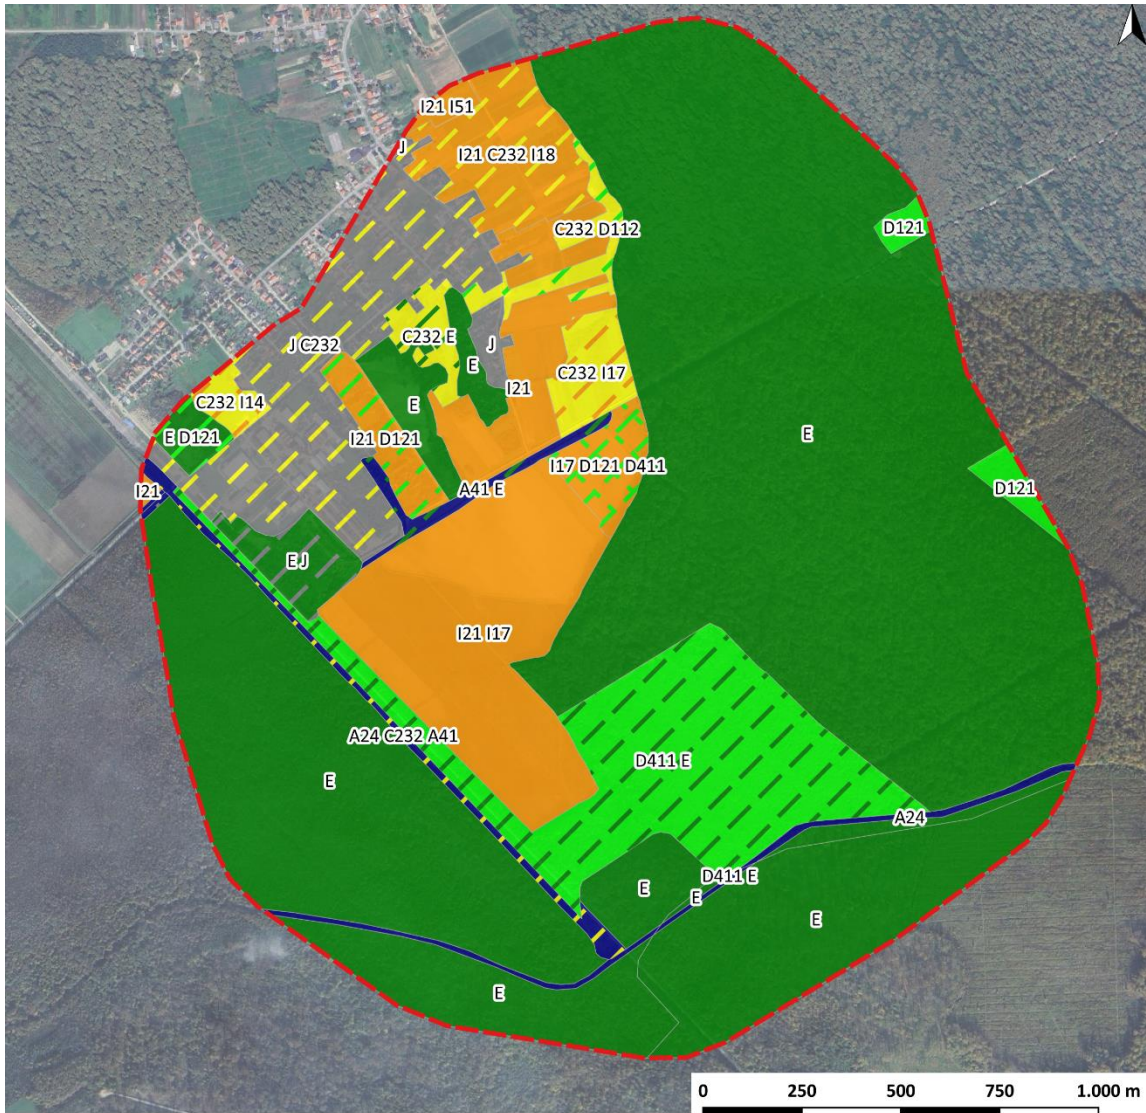 I21 I51
J
I21 C232 I18
D121
C232 D112
C232 E
J
J C232
E
C232 I17
I21
C232 I14
E
E
E D121
I21 D121
I17 D121 D411
A41 E
D121
I21
E J
I21 I17
A24 C232 A41
D411 E
E
A24
D411 E
E
E
E
E
0 250 500 750 1.000 m